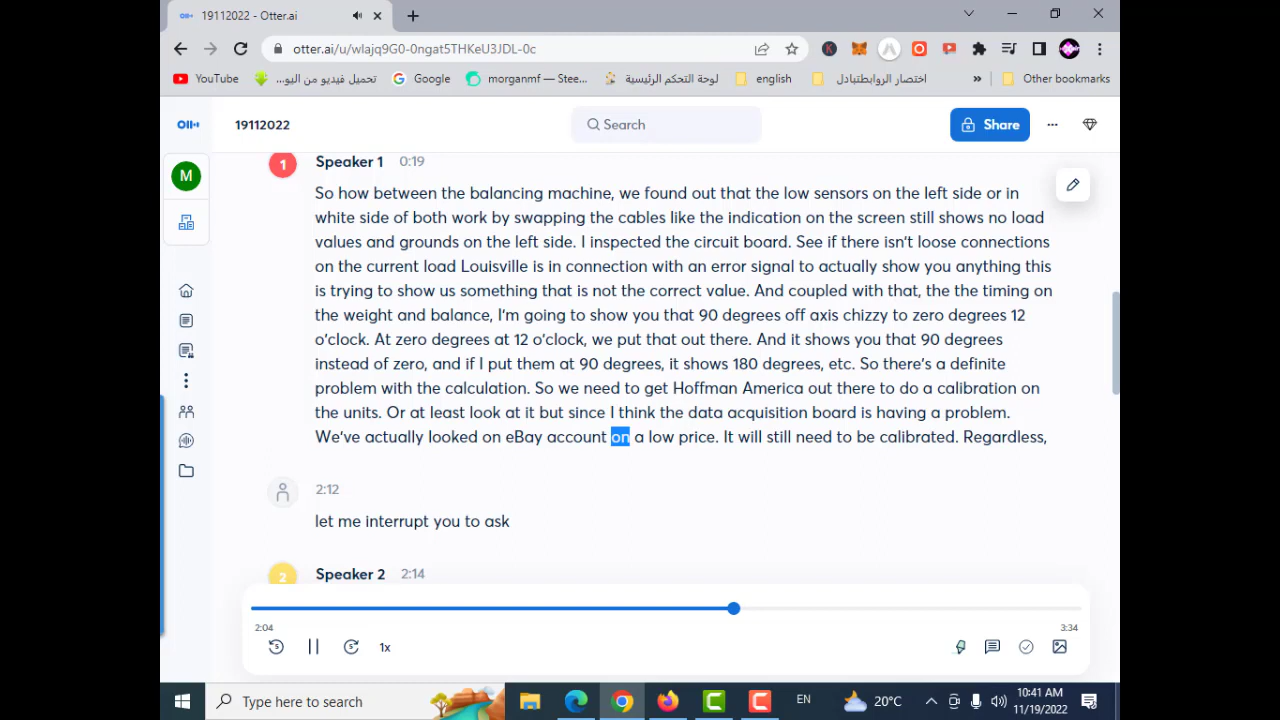 19112022 - Otter.ai
otter.ai/u/wlajq9G0-0ngat5THKeU3JDL-0c
YouTube
تحميل فيديو من اليو...
Google
morganmf — Stee...
لوحة التحكم الرئيسية
english
اختصار الروابطتبادل
»
Other bookmarks
19112022
Search
Share
M
1
Speaker 1 0:19
So how between the balancing machine, we found out that the low sensors on the left side or in
white side of both work by swapping the cables like the indication on the screen still shows no load
values and grounds on the left side. I inspected the circuit board. See if there isn't loose connections
on the current load Louisville is in connection with an error signal to actually show you anything this
is trying to show us something that is not the correct value. And coupled with that, the the timing on
the weight and balance, I'm going to show you that 90 degrees off axis chizzy to zero degrees 12
o'clock. At zero degrees at 12 o'clock, we put that out there. And it shows you that 90 degrees
instead of zero, and if I put them at 90 degrees, it shows 180 degrees, etc. So there's a definite
problem with the calculation. So we need to get Hoffman America out there to do a calibration on
the units. Or at least look at it but since I think the data acquisition board is having a problem.
We've actually looked on eBay account on a low price. It will still need to be calibrated. Regardless,
2:12
let me interrupt you to ask
2
Speaker 2 2:14
2:04
3:34
5
5
1x
Type here to search
EN
20°C
10:41 AM
11/19/2022